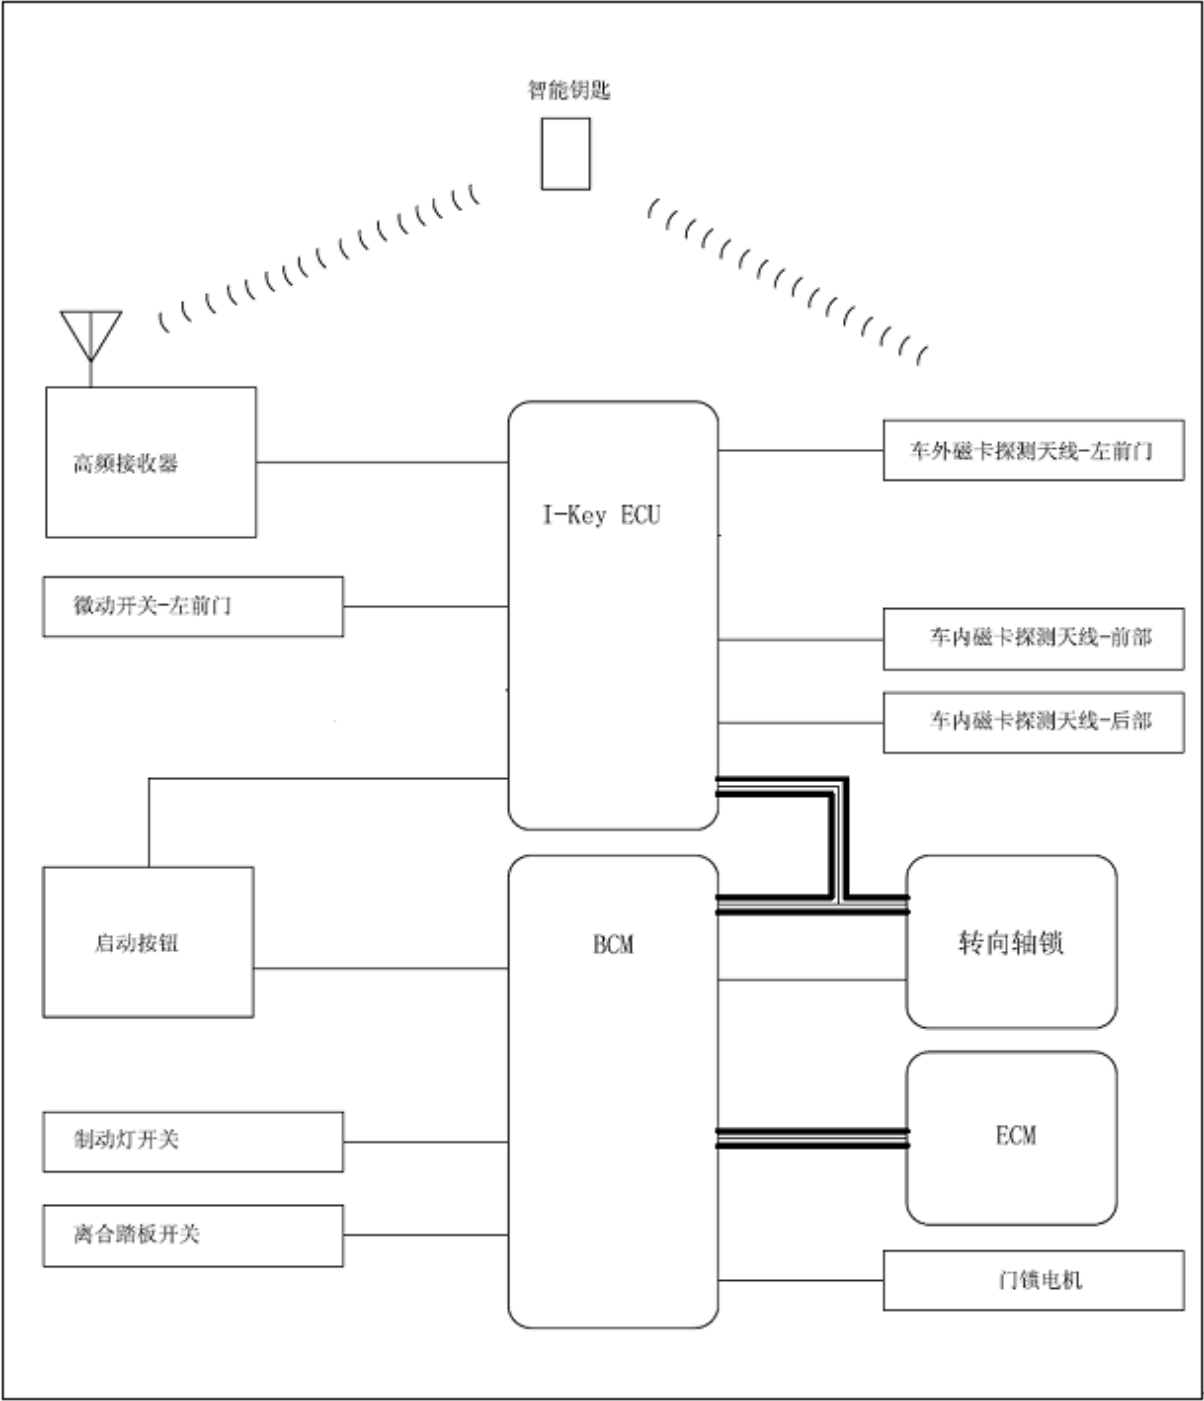 智能钥匙
高频接收器
I-Key ECU
车外磁卡探测天线-左前门
微动开关-左前门
车内磁卡探测天线-前部
车内磁卡探测天线-后部
启动按钮
BCM
转向轴锁
制动灯开关
ECM
离合踏板开关
门锁电机